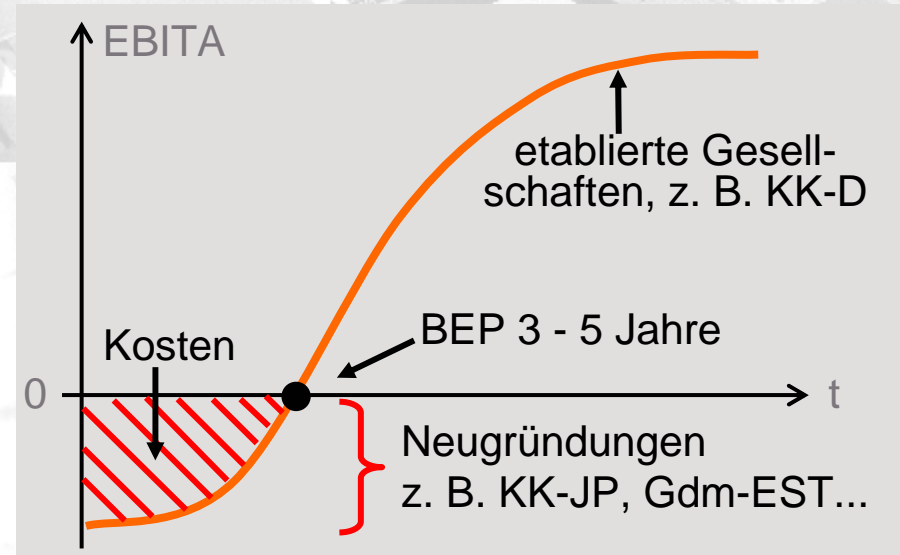 EBITA
etablierte Gesell-
schaften, z. B. KK-D
BEP 3 - 5 Jahre
Kosten
0
t
Neugründungen
z. B. KK-JP, Gdm-EST...